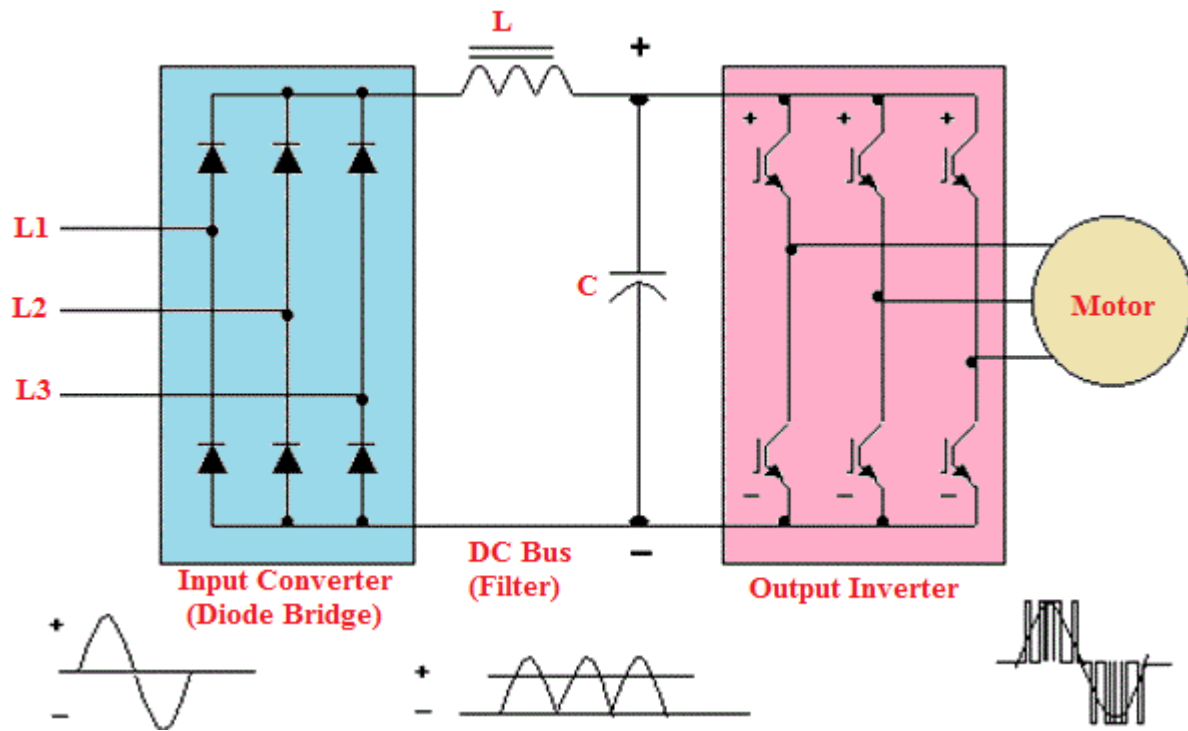 L
+
+ + +
L1
L2
C
Motor
L3
− − −
−
DC Bus
(Filter)
Input Converter
(Diode Bridge)
Output Inverter
+
−
+
−